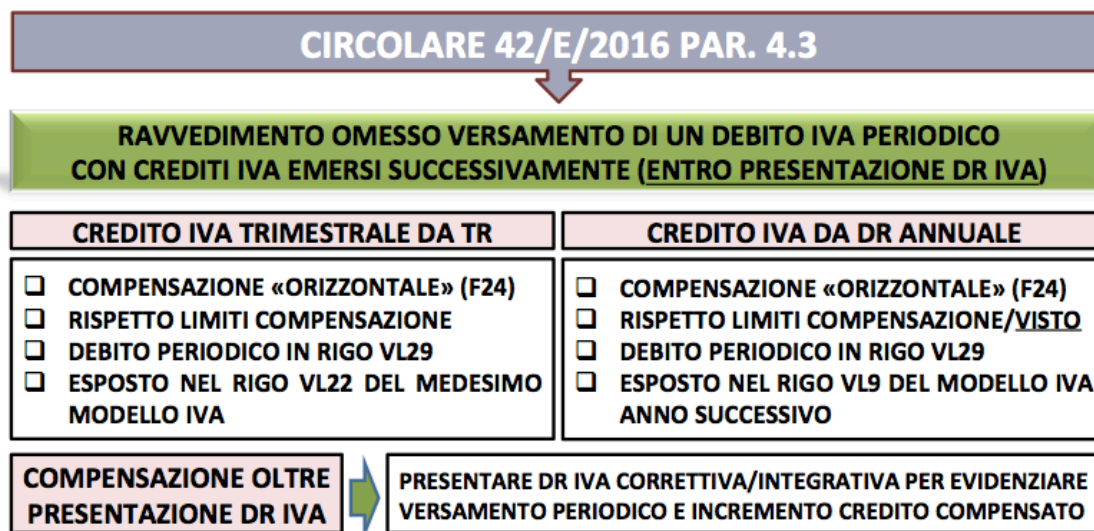 CIRCOLARE 42/E/2016 PAR. 4.3
RAVVEDIMENTO OMESSO VERSAMENTO DI UN DEBITO IVA PERIODICO
CON CREDITI IVA EMERSI SUCCESSIVAMENTE (ENTRO PRESENTAZIONE DR IVA)
CREDITO IVA TRIMESTRALE DA TR
❑ COMPENSAZIONE «ORIZZONTALE» (F24)
❑ RISPETTO LIMITI COMPENSAZIONE
❑ DEBITO PERIODICO IN RIGO VL29
❑ ESPOSTO NEL RIGO VL22 DEL MEDESIMO
MODELLO IVA
CREDITO IVA DA DR ANNUALE
❑ COMPENSAZIONE «ORIZZONTALE» (F24)
❑ RISPETTO LIMITI COMPENSAZIONE/VISTO
❑ DEBITO PERIODICO IN RIGO VL29
❑ ESPOSTO NEL RIGO VL9 DEL MODELLO IVA
ANNO SUCCESSIVO
COMPENSAZIONE OLTRE
PRESENTAZIONE DR IVA
PRESENTARE DR IVA CORRETTIVA/INTEGRATIVA PER EVIDENZIARE
VERSAMENTO PERIODICO E INCREMENTO CREDITO COMPENSATO